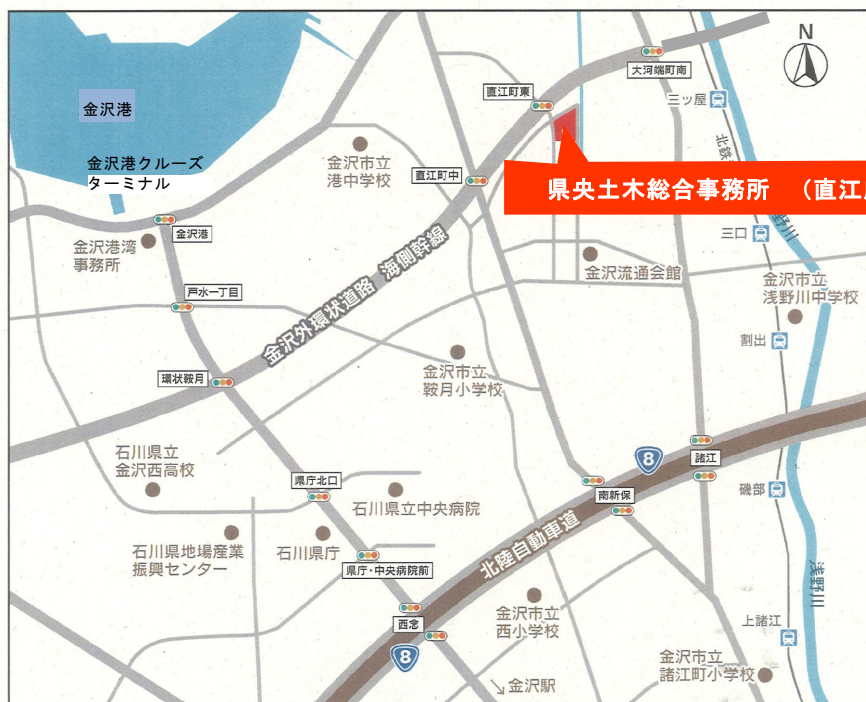 N
大河端町南
三ッ屋
直江町東
金沢港
北鉄
金沢港クルーズ
ターミナル
金沢市立
港中学校
直江町中
県央土木総合事務所 (直江
金沢港
金沢港湾
事務所
三口
野川
金沢流通会館
金沢市立
浅野川中学校
戸水一丁目
金沢外環状道路 海側幹線
割出
金沢市立
鞍月小学校
環状鞍月
石川県立
金沢西高校
8
諸江
県庁北口
石川県立中央病院
南新保
磯部
石川県地場産業
振興センター
石川県庁
北陸自動車道
県庁・中央病院前
浅野川
西念
金沢市立
西小学校
上諸江
8
金沢市立
諸江町小学校
金沢駅